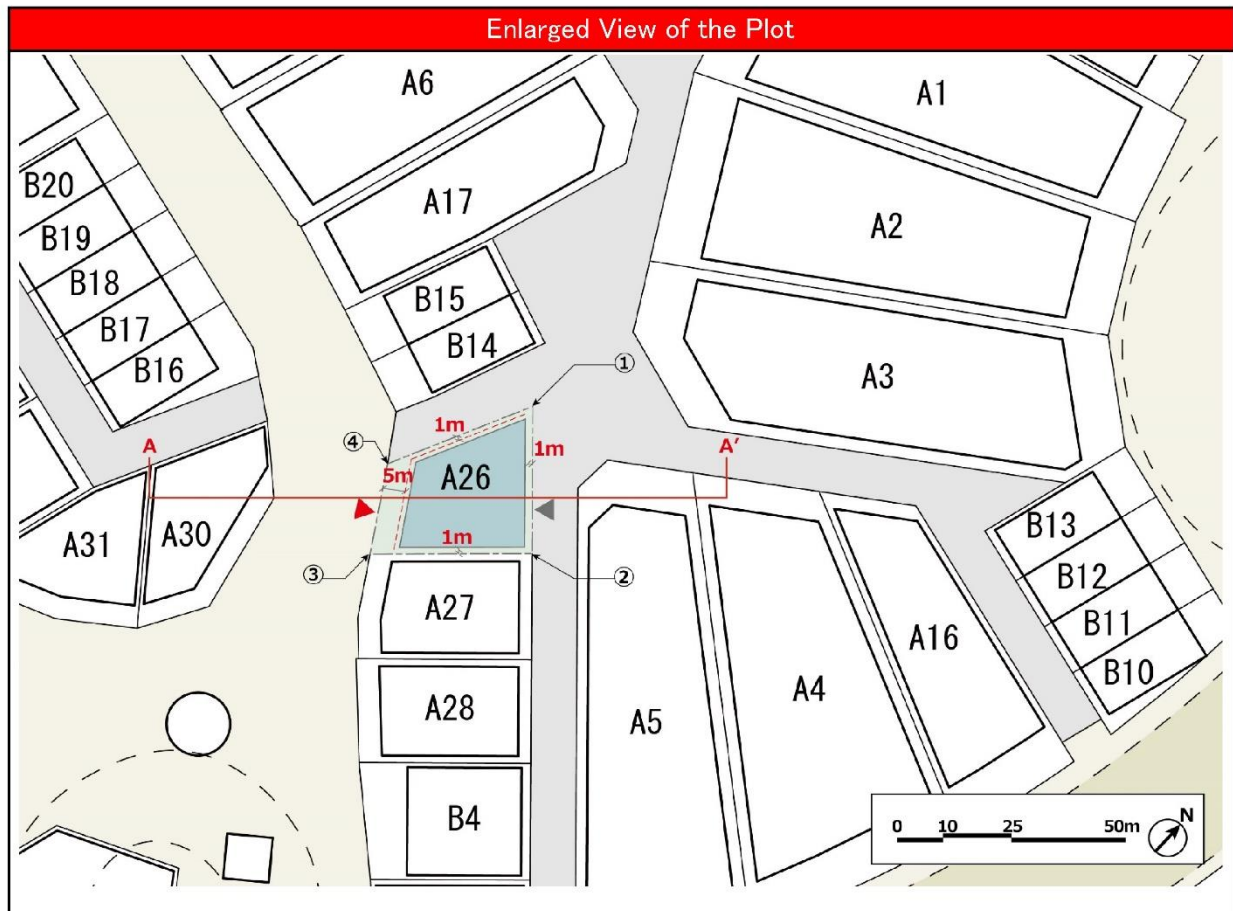 Enlarged View of the Plot
A6
A1
A17
A2
B20
B19
B18
B17
B16
B15
B14
A3
①
1m
④
A
1m
A′
5m
A26
A31
A30
1m
③
②
B13
B12
B11
B10
A27
A16
A28
A5
A4
B4
0 10 25 50m
N